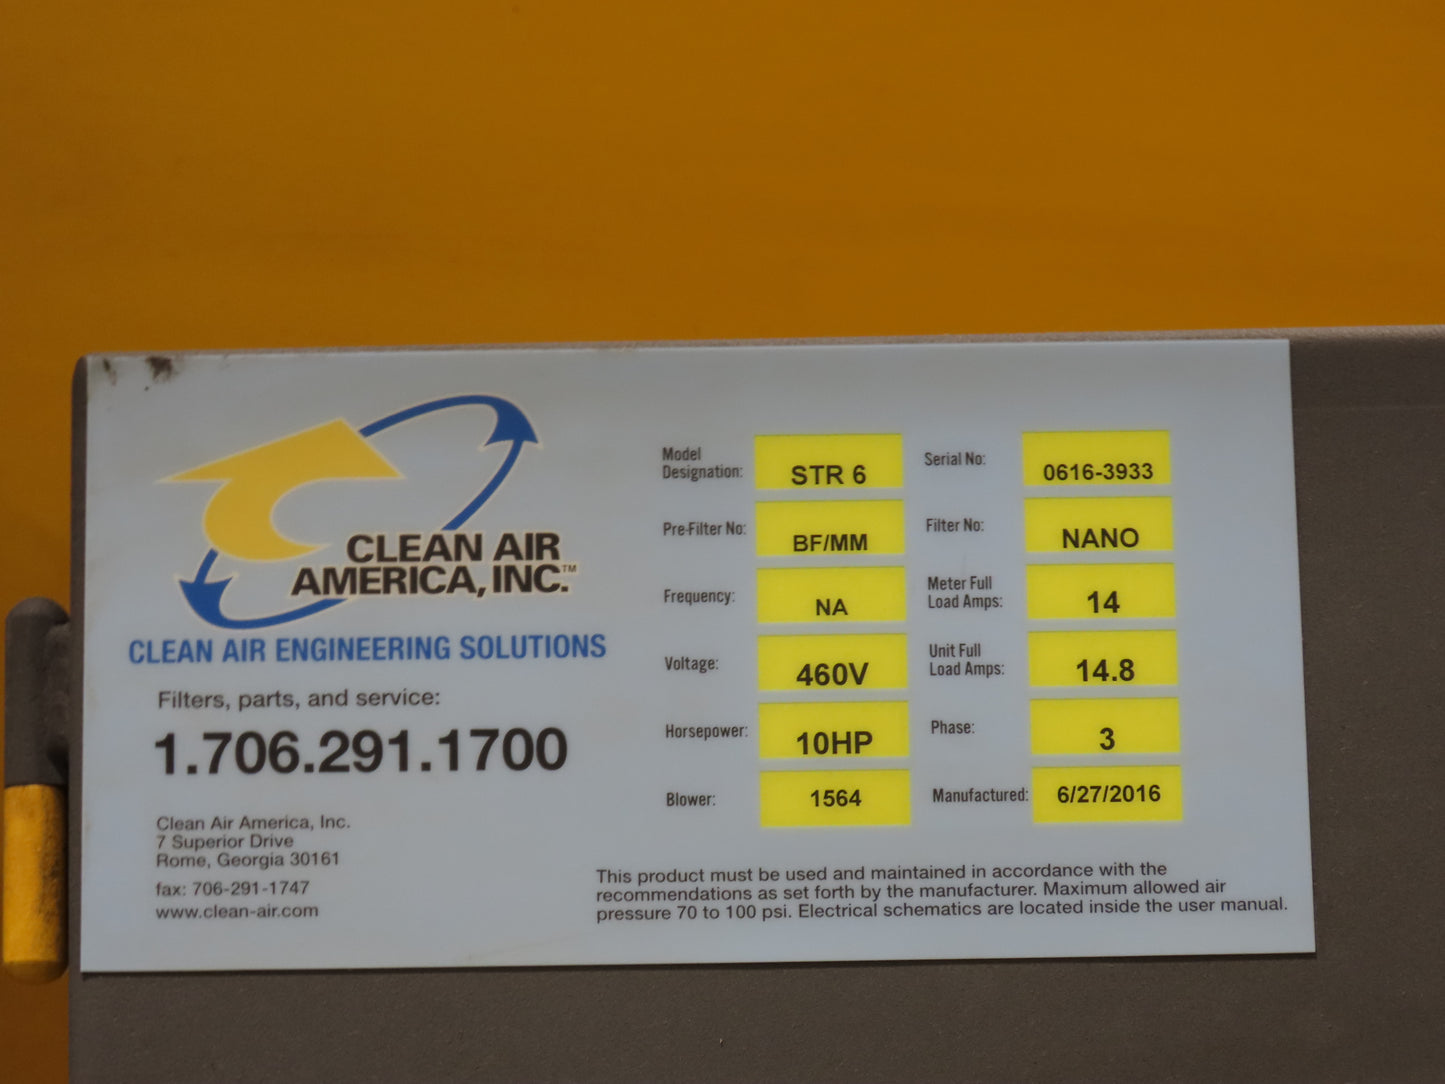 CLEAN AIR
AMERICA, INC.™
CLEAN AIR ENGINEERING SOLUTIONS
Filters, parts, and service:
1.706.291.1700
Clean Air America, Inc.
7 Superior Drive
Rome, Georgia 30161
fax: 706-291-1747
www.clean-air.com
Model
Designation: STR 6
Serial No: 0616-3933
Pre-Filter No: BF/MM
Filter No: NANO
Frequency: NA
Meter Full
Load Amps: 14
Voltage: 460V
Unit Full
Load Amps: 14.8
Horsepower: 10HP
Phase: 3
Blower: 1564
Manufactured: 6/27/2016
This product must be used and maintained in accordance with the
recommendations as set forth by the manufacturer. Maximum allowed air
pressure 70 to 100 psi. Electrical schematics are located inside the user manual.